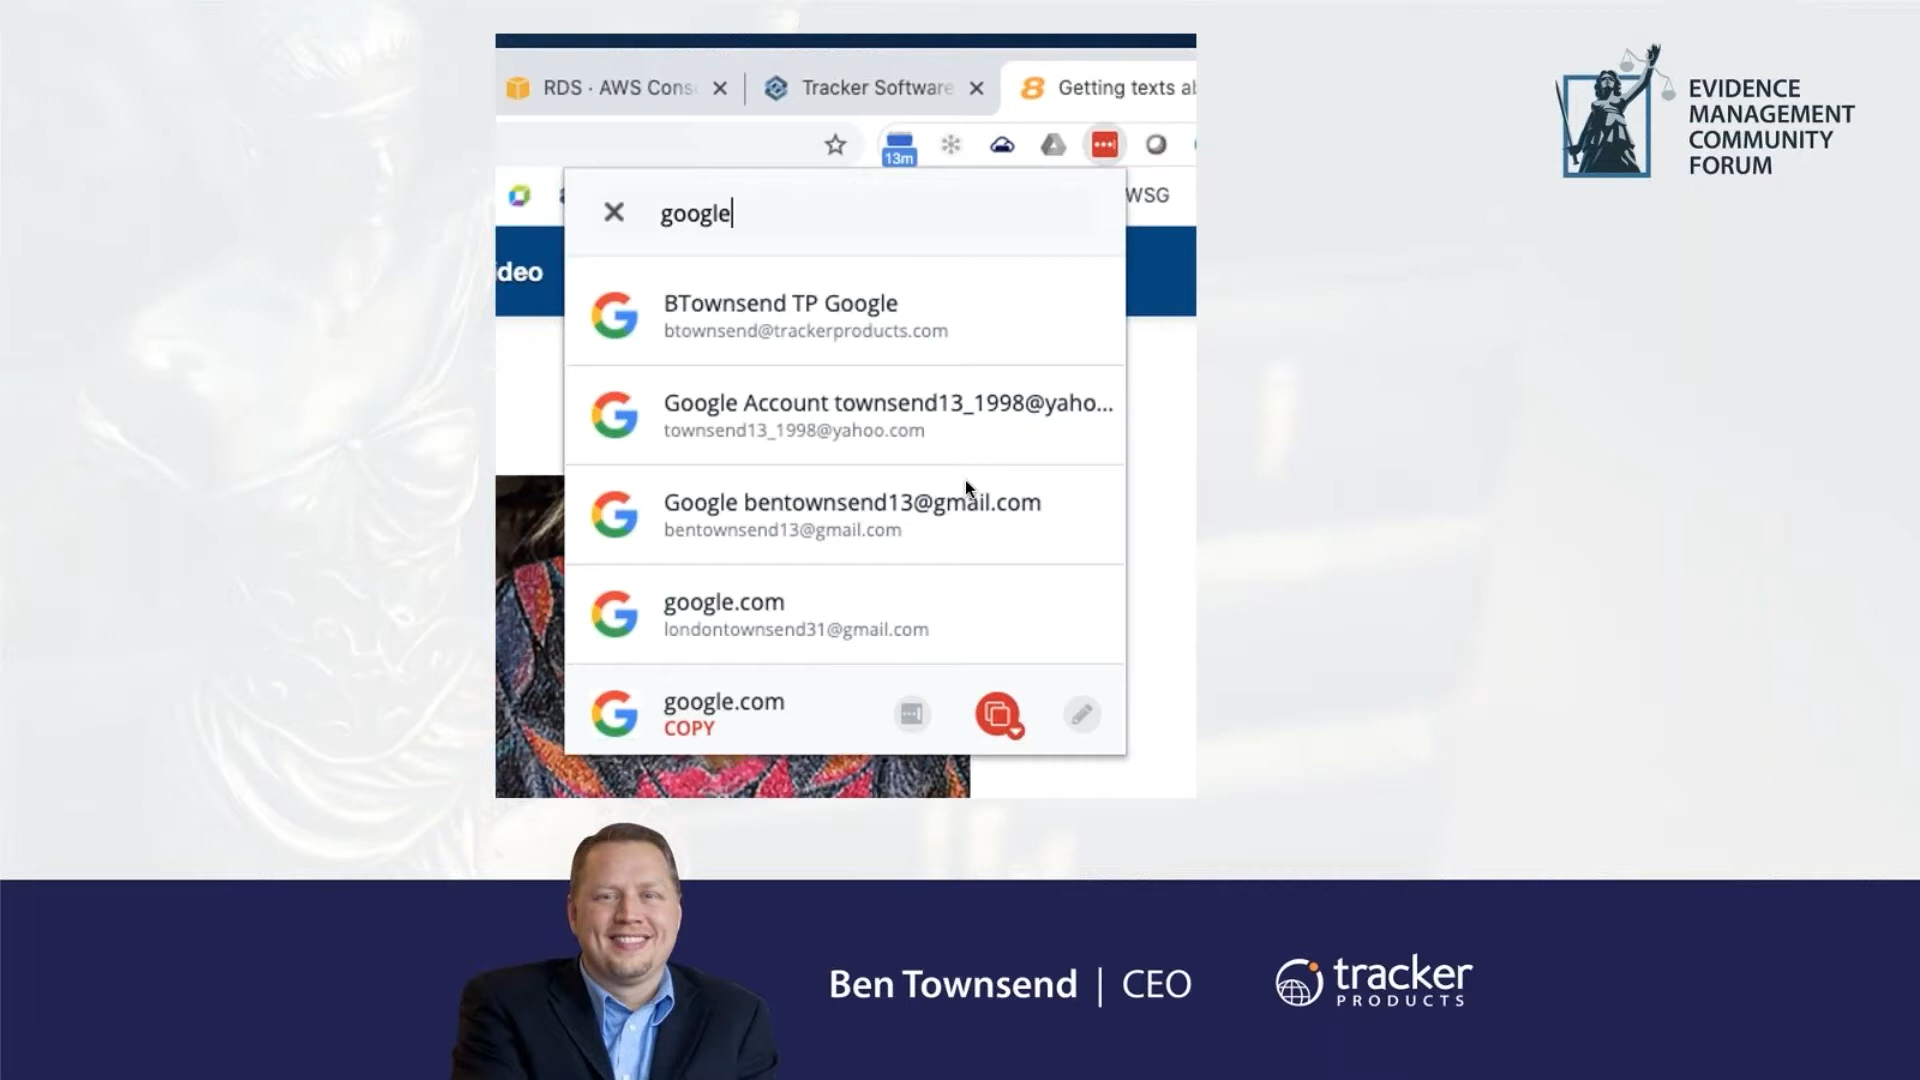 RDS · AWS Cons
Tracker Software
Getting texts a
13m
WSG
google
ideo
BTownsend TP Google
btownsend@trackerproducts.com
Google Account townsend13_1998@yaho...
townsend13_1998@yahoo.com
Google bentownsend13@gmail.com
bentownsend13@gmail.com
google.com
londontownsend31@gmail.com
google.com
COPY
EVIDENCE
MANAGEMENT
COMMUNITY
FORUM
Ben Townsend | CEO
tracker
PRODUCTS